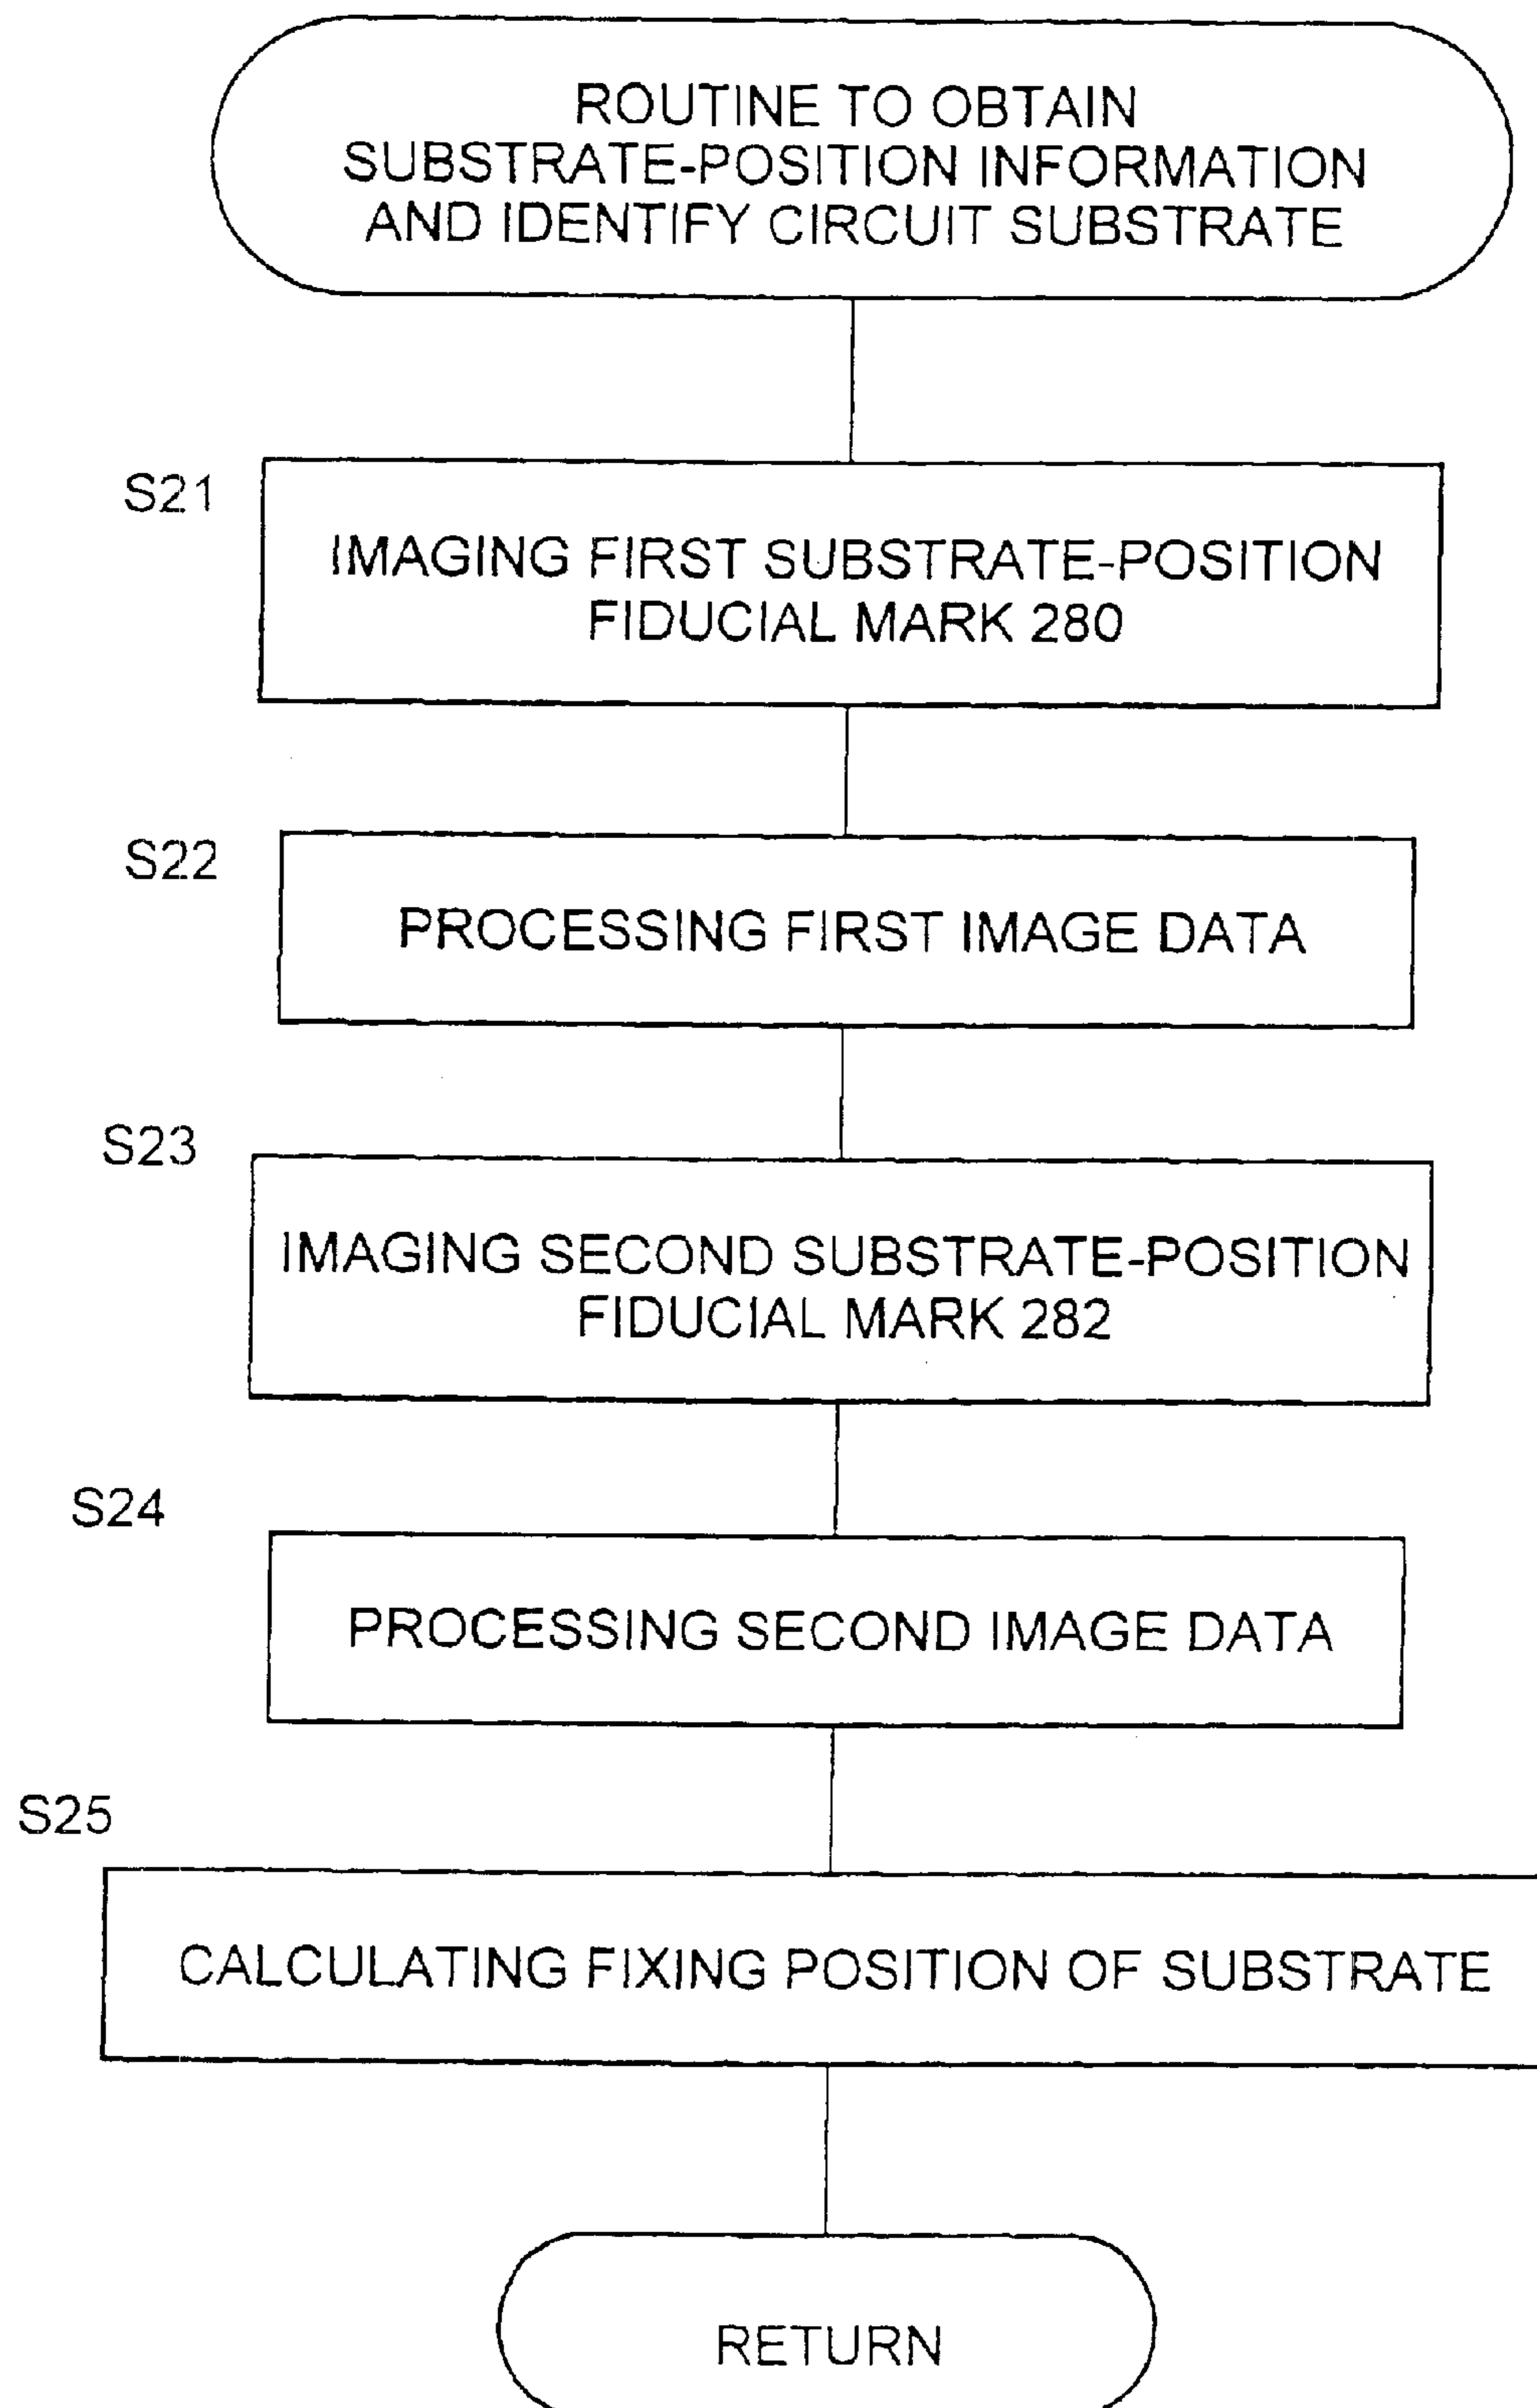 ROUTINE TO OBTAIN
SUBSTRATE-POSITION INFORMATION
AND IDENTIFY CIRCUIT SUBSTRATE
S21
IMAGING FIRST SUBSTRATE-POSITION
FIDUCIAL MARK 280
S22
PROCESSING FIRST IMAGE DATA
S23
IMAGING SECOND SUBSTRATE-POSITION
FIDUCIAL MARK 282
S24
PROCESSING SECOND IMAGE DATA
S25
CALCULATING FIXING POSITION OF SUBSTRATE
RETURN